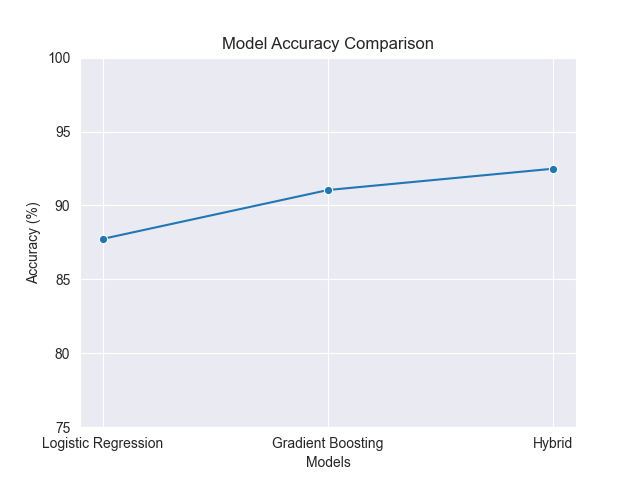 Model Accuracy Comparison
100
95
90
85
80
75
Accuracy (%)
Logistic Regression
Gradient Boosting
Hybrid
Models